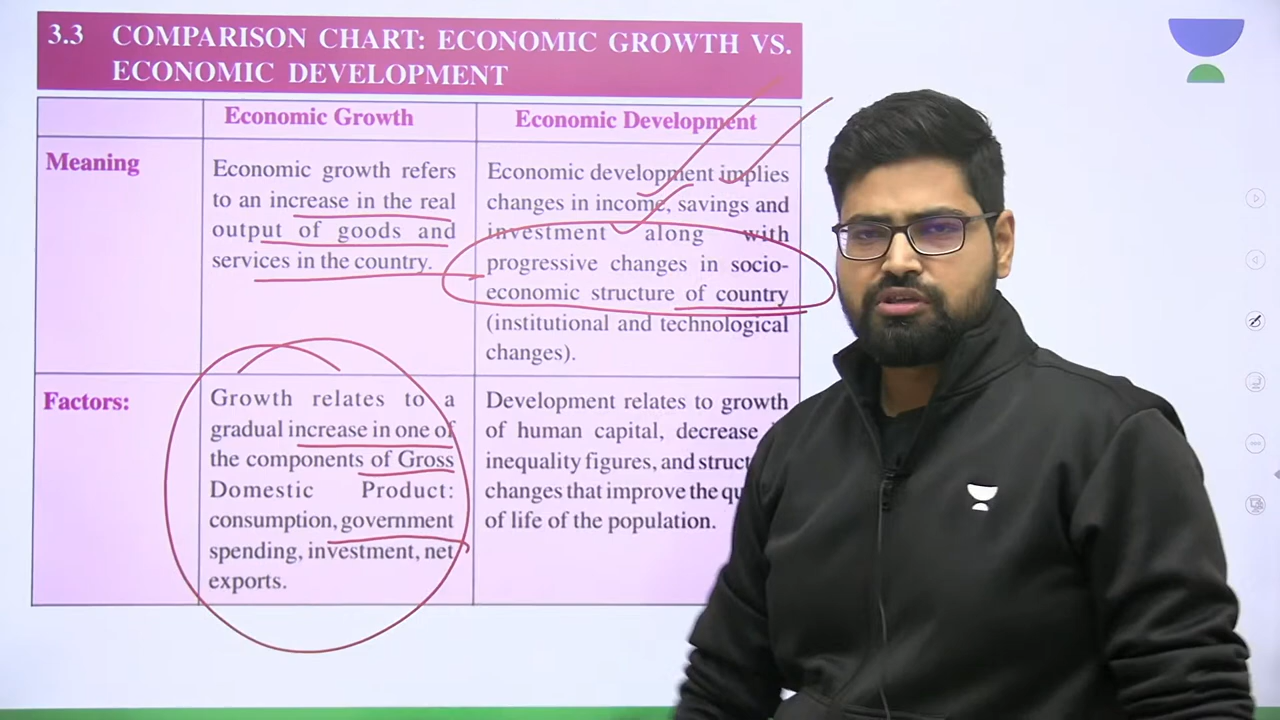 3.3 COMPARISON CHART: ECONOMIC GROWTH VS.
ECONOMIC DEVELOPMENT
Economic Growth
Economic Development
Meaning
Economic growth refers
to an increase in the real
output of goods and
services in the country.
Economic development implies
changes in income, savings and
investment along with
progressive changes in socio-
economic structure of country
(institutional and technological
changes).
Factors:
Growth relates to a
gradual increase in one of
the components of Gross
Domestic Product:
consumption, government
spending, investment, net
exports.
Development relates to growth
of human capital, decrease
inequality figures, and
changes that improve the
of life of the population.